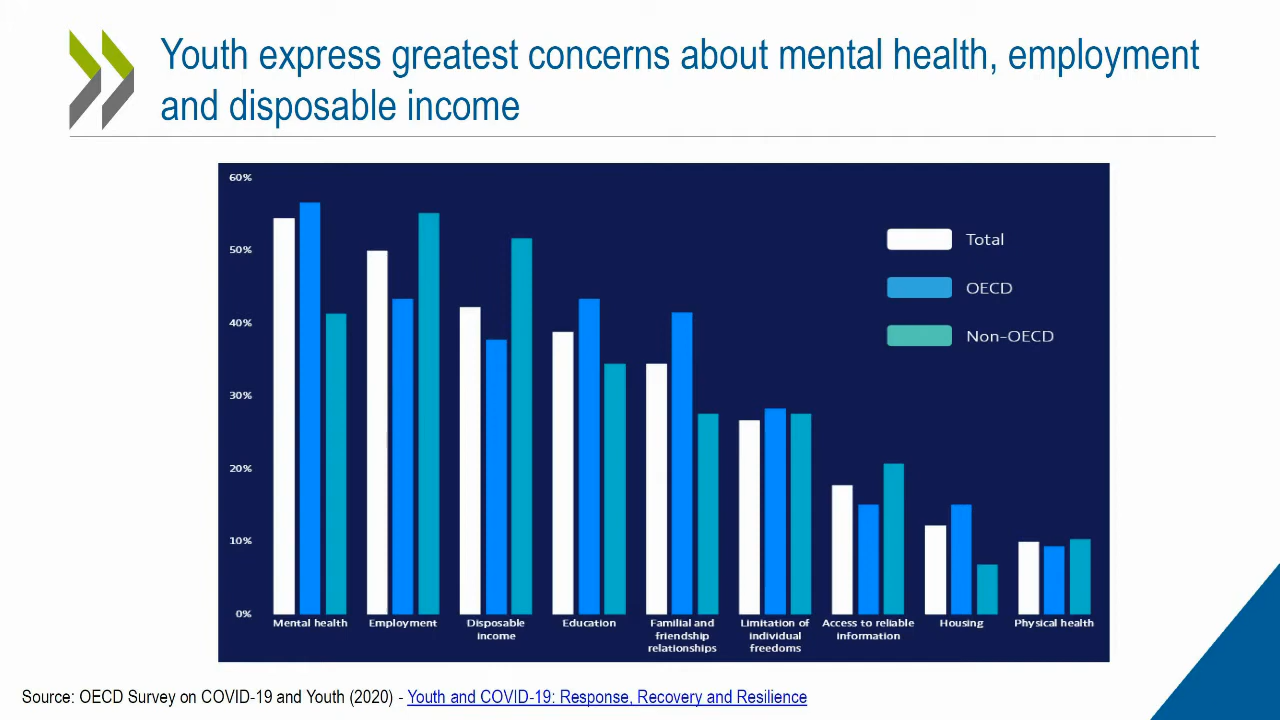 Youth express greatest concerns about mental health, employment
and disposable income
60%
50%
40%
30%
20%
10%
0%
Total
OECD
Non-OECD
Mental health
Employment
Disposable
income
Education
Familial and
friendship
relationships
Limitation of
individual
freedoms
Access to reliable
information
Housing
Physical health
Source: OECD Survey on COVID-19 and Youth (2020) - Youth and COVID-19: Response, Recovery and Resilience